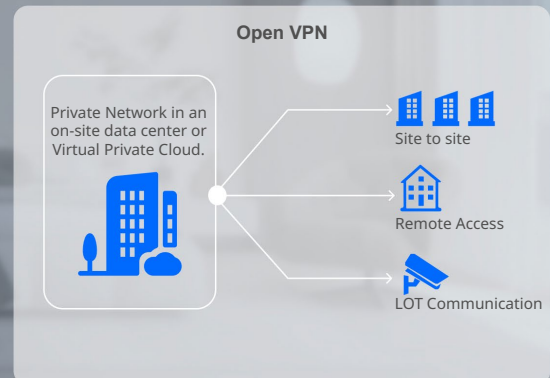 Open VPN
Private Network in an
on-site data center or
Virtual Private Cloud.
Site to site
Remote Access
LOT Communication